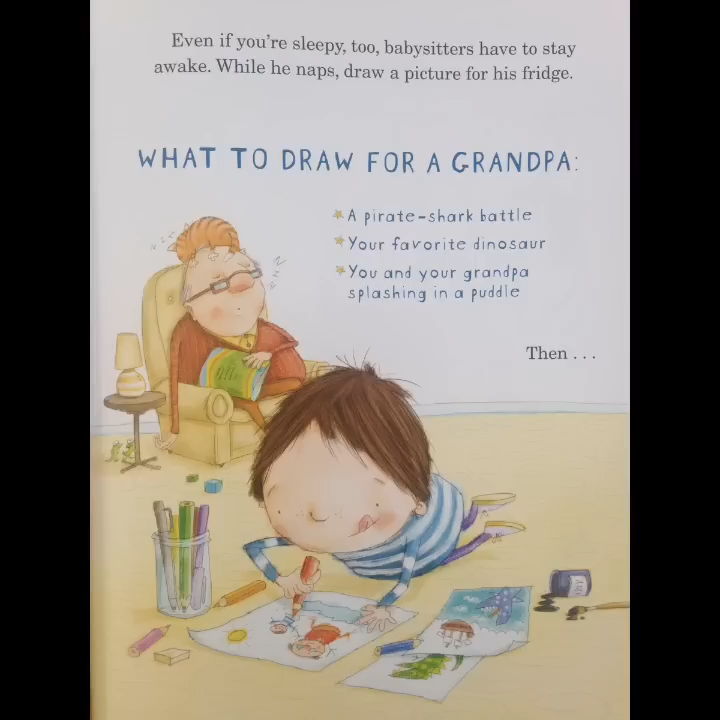 Even if you're sleepy, too, babysitters have to stay
awake. While he naps, draw a picture for his fridge.
WHAT TO DRAW FOR A GRANDPA:
A pirate-shark battle
Your favorite dinosaur
You and your grandpa
splashing in a puddle
Then . . .
z z z
z z z
INK